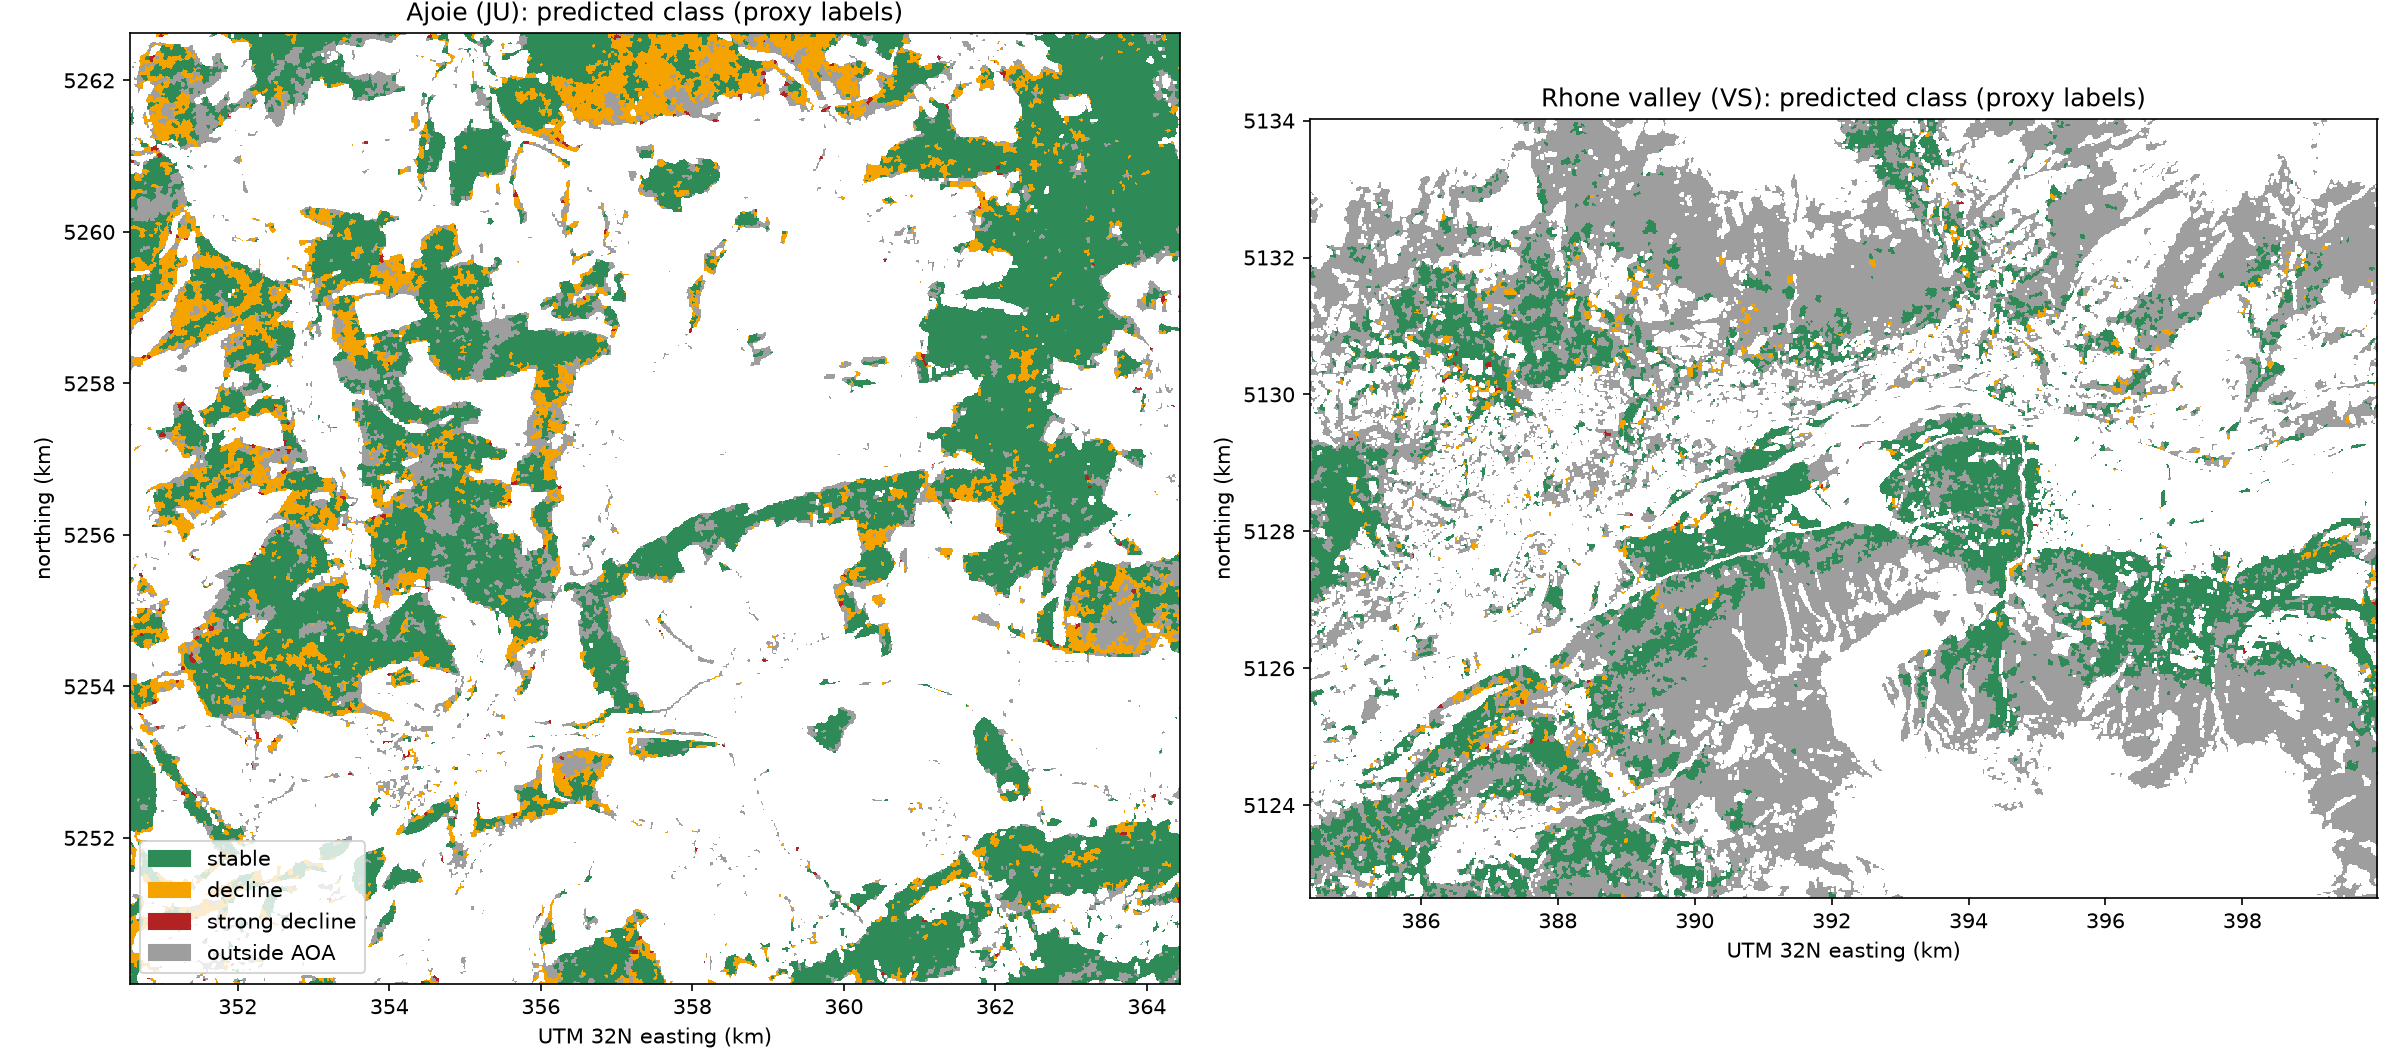 Ajoie (JU): predicted class (proxy labels)
northing (km)
5262
5260
5258
5256
5254
5252
stable
decline
strong decline
outside AOA
352 354 356 358 360 362 364
UTM 32N easting (km)
Rhone valley (VS): predicted class (proxy labels)
northing (km)
5134
5132
5130
5128
5126
5124
386 388 390 392 394 396 398
UTM 32N easting (km)